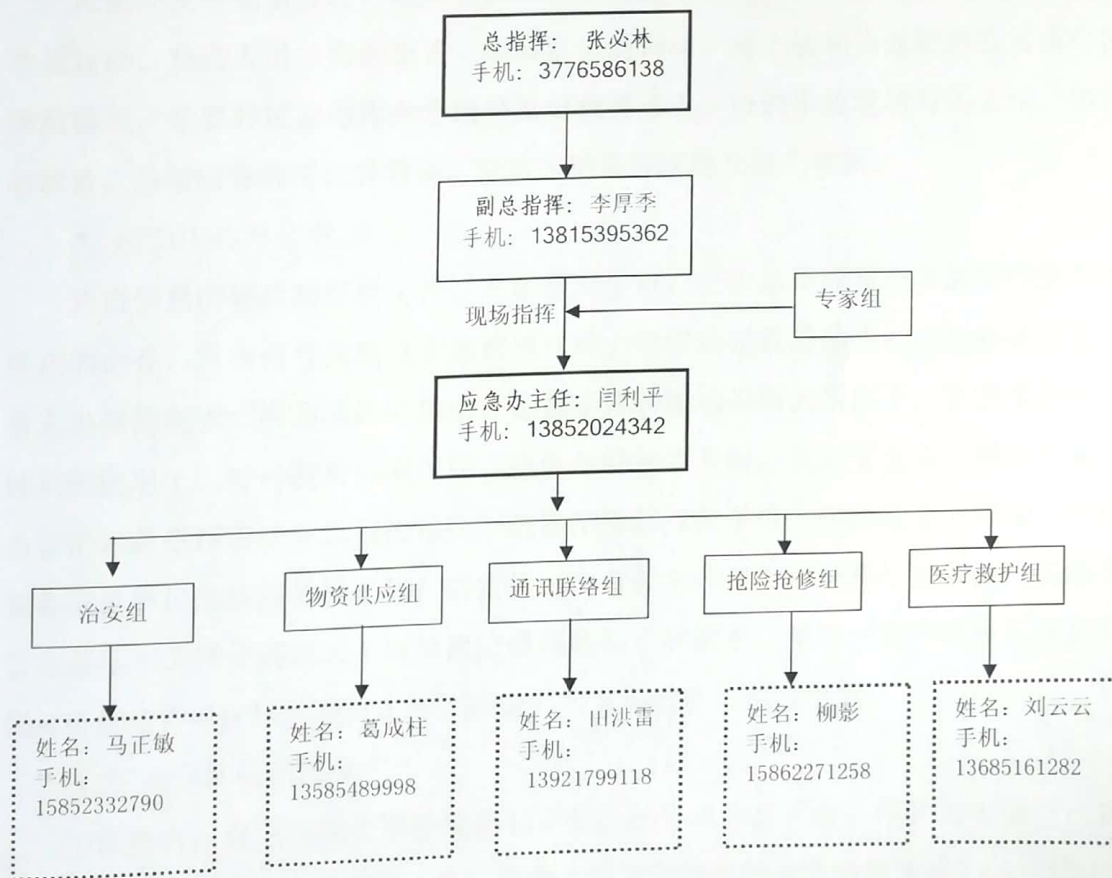 总指挥： 张必林
手机：3776586138
副总指挥：李厚季
手机：13815395362
现场指挥
专家组
应急办主任：闫利平
手机：13852024342
治安组
物资供应组
通讯联络组
抢险抢修组
医疗救护组
姓名：马正敏
手机：
15852332790
姓名：葛成柱
手机：
13585489998
姓名：田洪雷
手机：
13921799118
姓名：柳影
手机：
15862271258
姓名：刘云云
手机：
13685161282